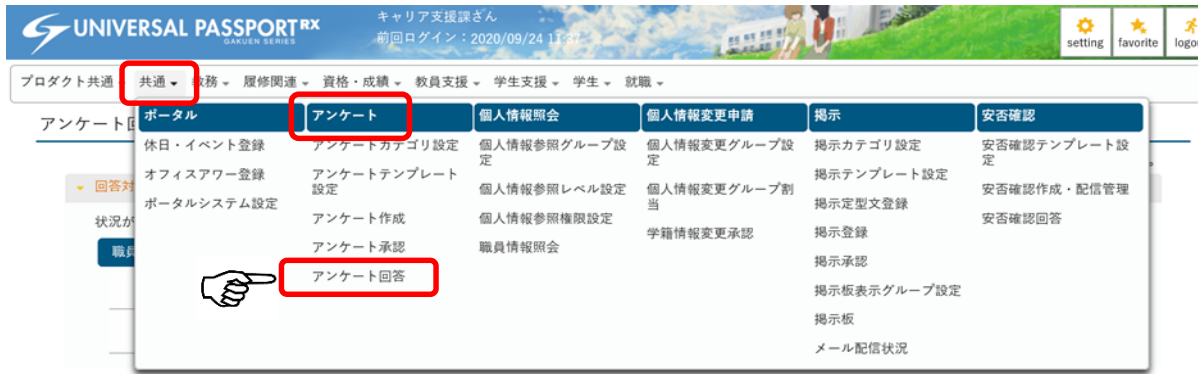 UNIVERSAL PASSPORT RX
GAKUEN SERIES
キャリア支援課さん
前回ログイン：2020/09/24 11:37
setting
favorite
プロダクト共通 共通 教務 履修関連 資格・成績 教員支援 学生支援 学生 就職
アンケート回
回答対
状況が
職員
ポータル
休日・イベント登録
オフィスアワー登録
ポータルシステム設定
アンケート
アンケートカテゴリ設定
アンケートテンプレート
設定
アンケート作成
アンケート承認
アンケート回答
個人情報照会
個人情報参照グループ設
定
個人情報参照レベル設定
個人情報参照権限設定
職員情報照会
個人情報変更申請
個人情報変更グループ設
定
個人情報変更グループ割
当
学籍情報変更承認
掲示
掲示カテゴリ設定
掲示テンプレート設定
掲示定型文登録
掲示登録
掲示承認
掲示板表示グループ設定
掲示板
メール配信状況
安否確認
安否確認テンプレート設
定
安否確認作成・配信管理
安否確認回答